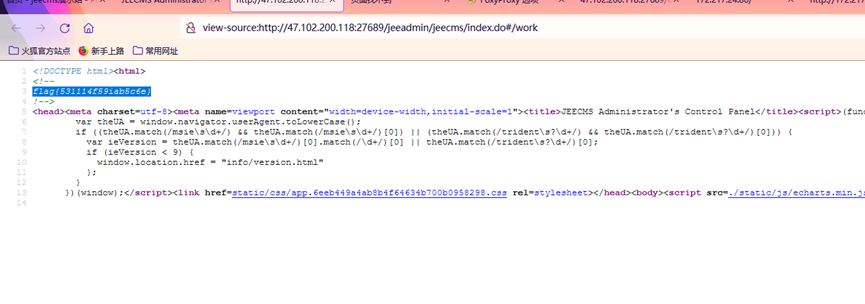 view-source:http://47.102.200.118:27689/jeeadmin/jeecms/index.do#/work
火狐官方站点 新手上路 常用网址
1 <!DOCTYPE html><html>
2 <!--
3 flag{531114f59iab5c6e}
4 !-->
5 <head><meta charset=utf-8><meta name=viewport content="width=device-width,initial-scale=1"><title>JEECMS Administrator's Control Panel</title><script>(func
6 var theUA = window.navigator.userAgent.toLowerCase();
7 if ((theUA.match(/msie\s\d+/) && theUA.match(/msie\s\d+/)[0]) || (theUA.match(/trident\s?\d+/) && theUA.match(/trident\s?\d+/)[0])) {
8 var ieVersion = theUA.match(/msie\s\d+/)[0].match(/\d+/)[0] || theUA.match(/trident\s?\d+/)[0];
9 if (ieVersion < 9) {
10 window.location.href = "info/version.html"
11 };
12 }
13 })(window);</script><link href=static/css/app.6eeb449a4ab8b4f64634b700b0958298.css rel=stylesheet></head><body><script src=./static/js/echarts.min.js
14